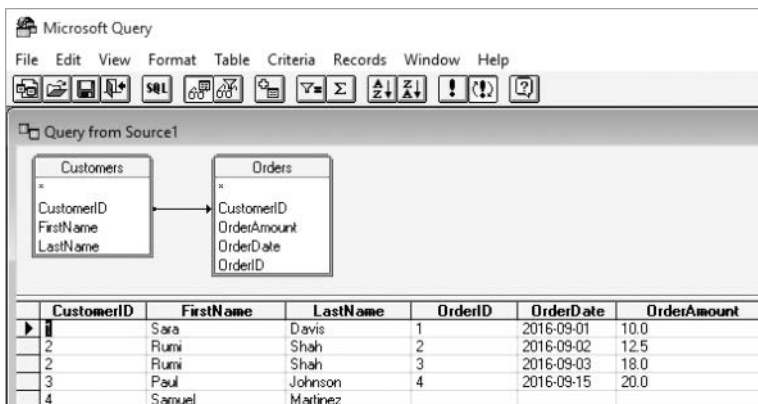 Microsoft Query
File Edit View Format Table Criteria Records Window Help
SQL
Query from Source1
Customers Orders
* *
CustomerID CustomerID
FirstName OrderAmount
LastName OrderDate
OrderID
CustomerID FirstName LastName OrderID OrderDate OrderAmount
1 Sara Davis 1 2016-09-01 10.0
2 Rumi Shah 2 2016-09-02 12.5
2 Rumi Shah 3 2016-09-03 18.0
3 Paul Johnson 4 2016-09-15 20.0
4 Samuel Martinez